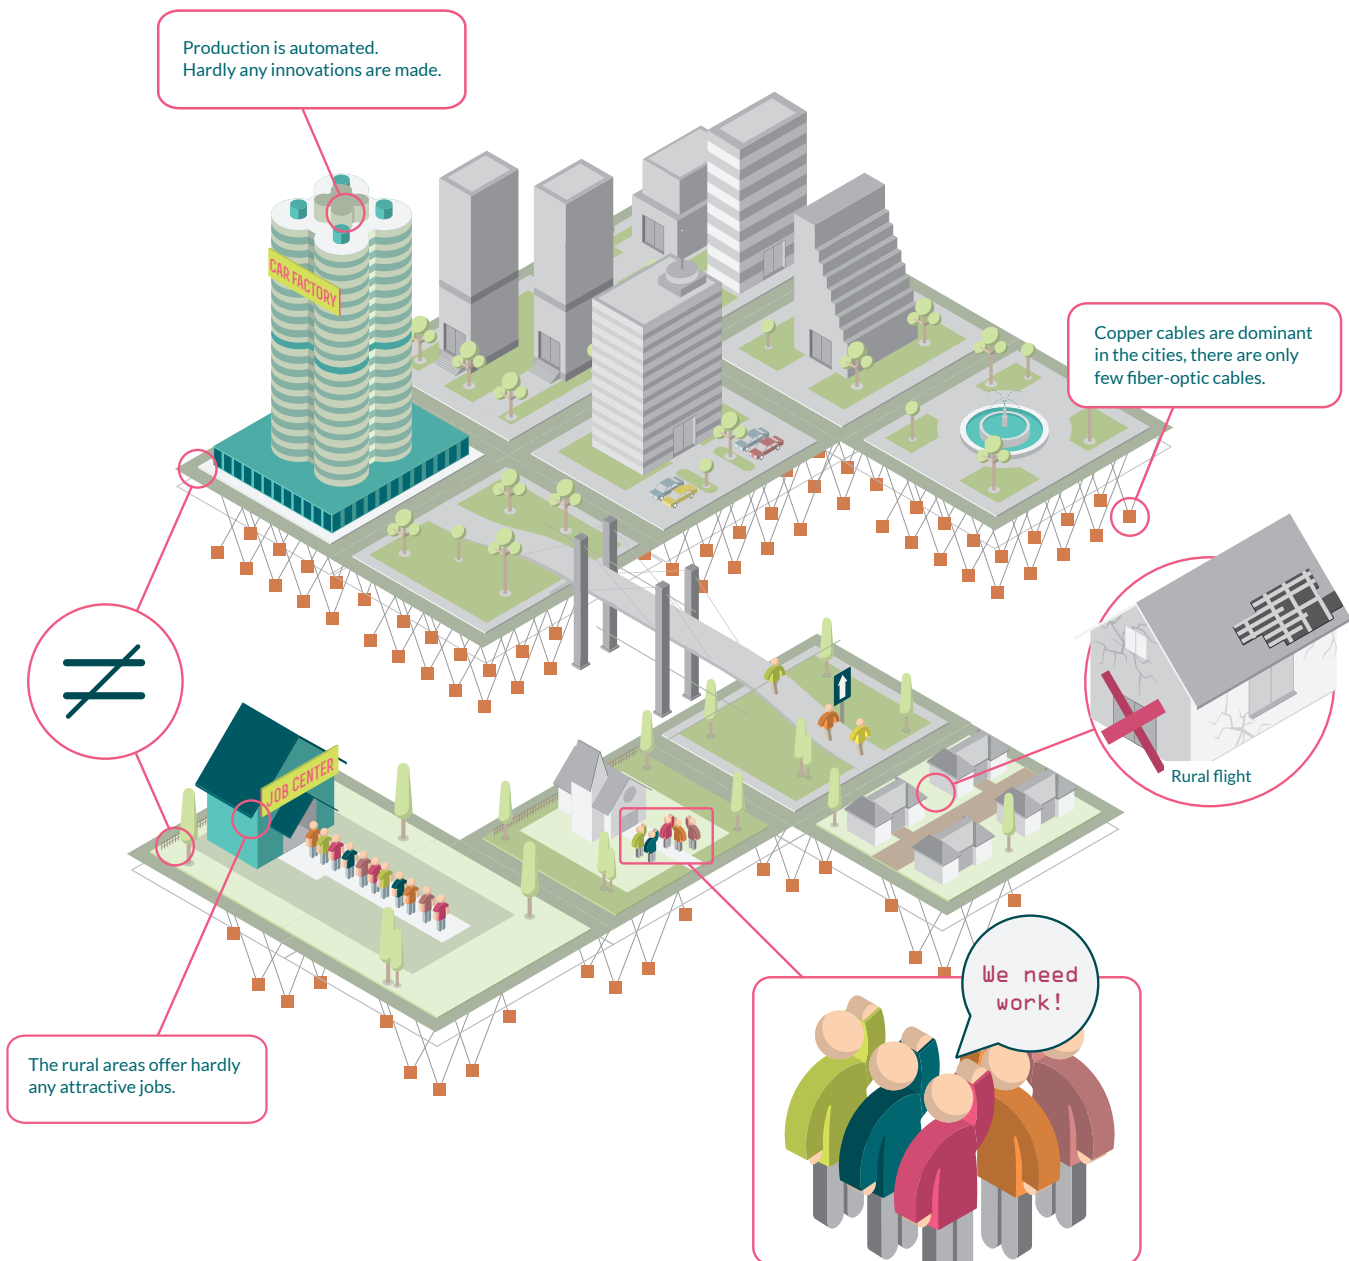 Production is automated.
Hardly any innovations are made.
CAR FACTORY
Copper cables are dominant
in the cities, there are only
few fiber-optic cables.
≠
Rural flight
JOB CENTER
The rural areas offer hardly
any attractive jobs.
We need
work!